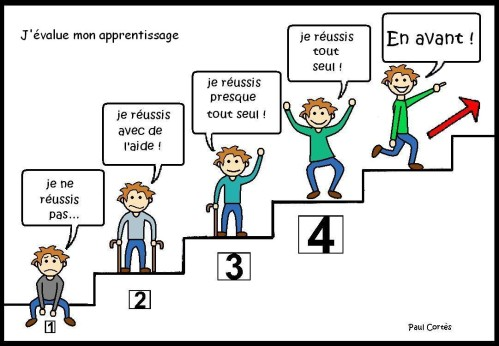 J'évalue mon apprentissage
je ne
réussis
pas...
1
je réussis
avec de
l'aide !
2
je réussis
presque
tout seul !
3
je réussis
tout
seul !
4
En avant !
Paul Cortès